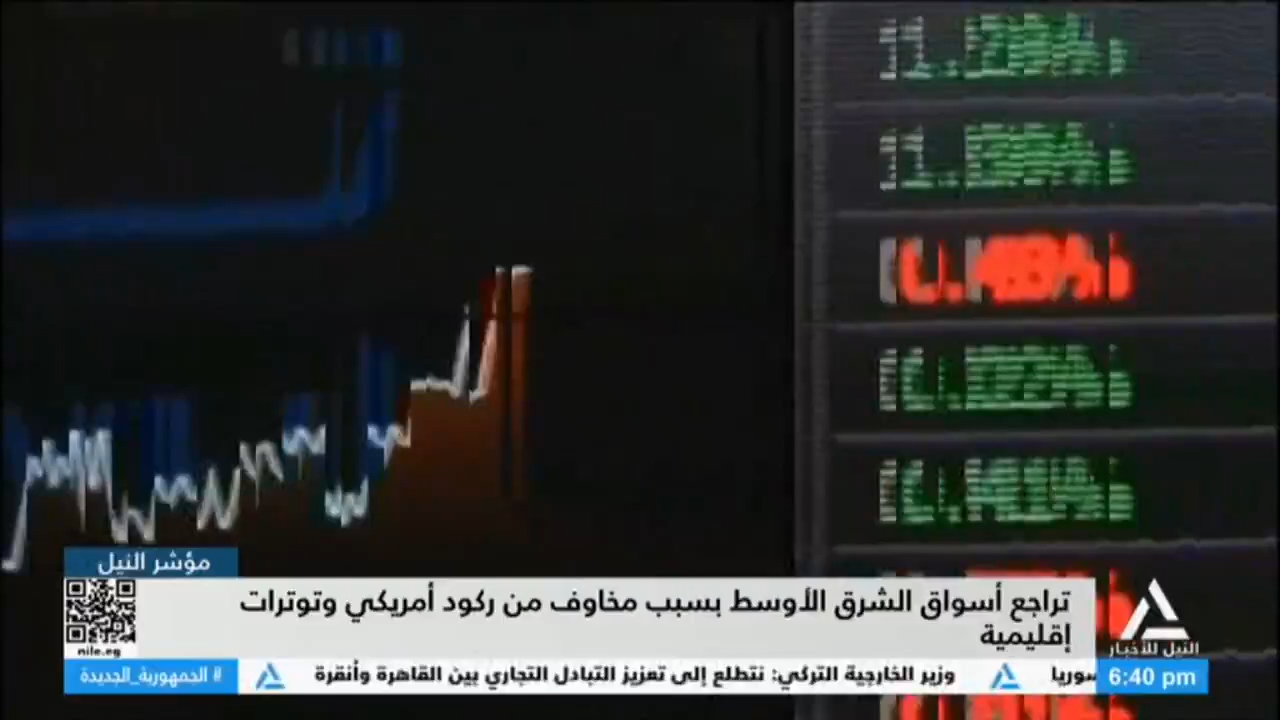 مؤشر النيل
تراجع أسواق الشرق الأوسط بسبب مخاوف من ركود أمريكي وتوترات
إقليمية
nile.eg
النيل للأخبار
سوريا
وزير الخارجية التركي: نتطلع إلى تعزيز التبادل التجاري بين القاهرة وأنقرة
# الجمهورية_الجديدة
6:40 pm